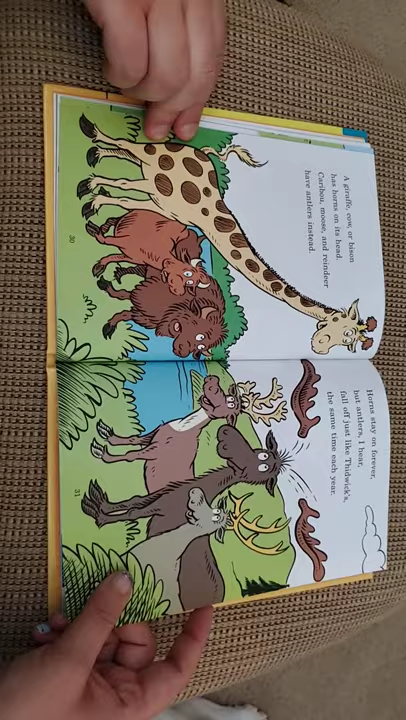 A giraffe, cow, or bison
has horns on its head.
Caribou, moose, and reindeer
have antlers instead.
30
Horns stay on forever,
but antlers, I hear,
fall off just like Thidwick's,
the same time each year.
31